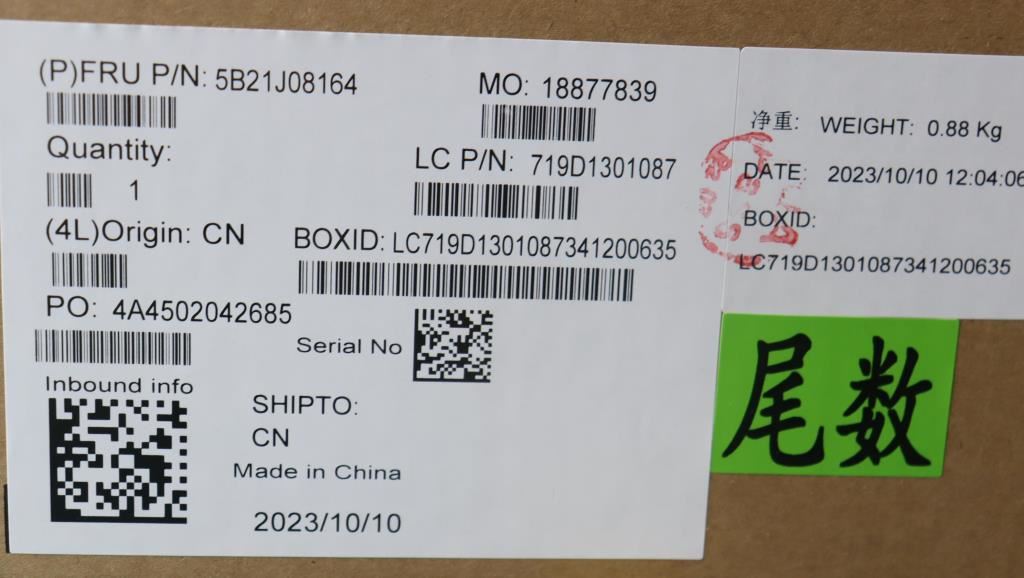 (P)FRU P/N: 5B21J08164
MO: 18877839
Quantity:
1
LC P/N: 719D1301087
(4L)Origin: CN
BOXID: LC719D1301087341200635
PO: 4A4502042685
Serial No
Inbound info
SHIPTO:
CN
Made in China
2023/10/10
净重: WEIGHT: 0.88 Kg
DATE: 2023/10/10 12:04:06
BOXID:
LC719D1301087341200635
尾数